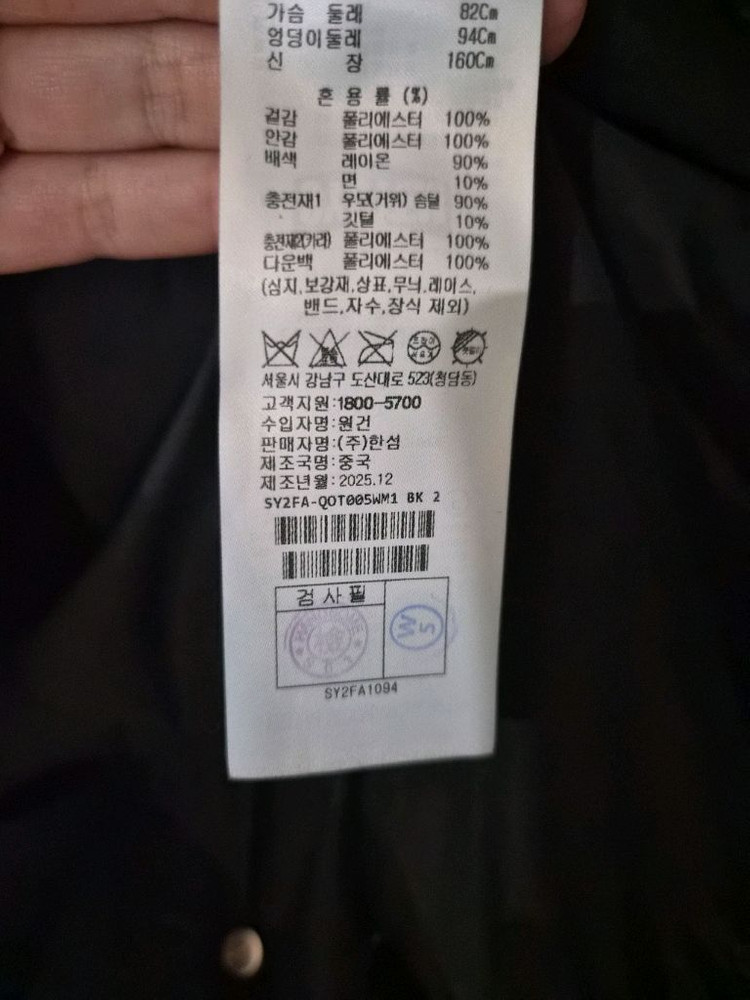 가슴 둘레 82Cm
엉덩이둘레 94Cm
신 장 160Cm
혼 용 률 (%)
겉감 폴리에스터 100%
안감 폴리에스터 100%
배색 레이온 90%
면 10%
충전재1 우모(거위) 솜털 90%
깃털 10%
충전재2(카라) 폴리에스터 100%
다운백 폴리에스터 100%
(심지,보강재,상표,무늬,레이스,
밴드,자수,장식 제외)
서울시 강남구 도산대로 523(청담동)
고객지원:1800-5700
수입자명:원건
판매자명:(주)한섬
제조국명:중국
제조년월:2025.12
SY2FA-QOT005WM1 BK 2
검 사 필
WS
SY2FA1094